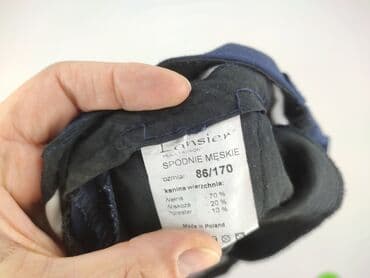 Lansier
SPODNIE MĘSKIE
rozmiar 86/170
tkanina wierzchnia:
Wełna - 70 %
Wiskoza - 20 %
Poliester - 10 %
Made in Poland